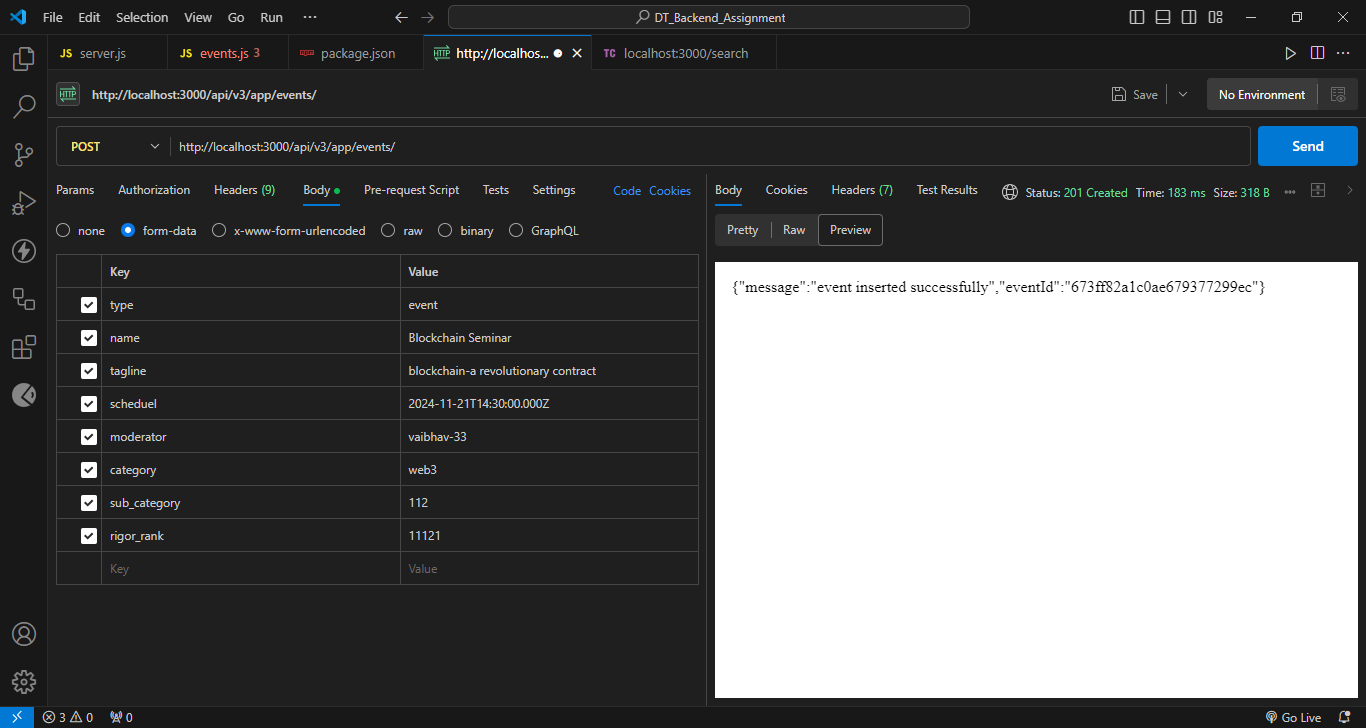 File Edit Selection View Go Run ··· DT_Backend_Assignment
JS server.js JS events.js 3 package.json HTTP http://localhos... TC localhost:3000/search
HTTP http://localhost:3000/api/v3/app/events/ Save No Environment
POST http://localhost:3000/api/v3/app/events/ Send
Params Authorization Headers (9) Body Pre-request Script Tests Settings Code Cookies
none form-data x-www-form-urlencoded raw binary GraphQL
Key Value
type event
name Blockchain Seminar
tagline blockchain-a revolutionary contract
scheduel 2024-11-21T14:30:00.000Z
moderator vaibhav-33
category web3
sub_category 112
rigor_rank 11121
Key Value
Body Cookies Headers (7) Test Results Status: 201 Created Time: 183 ms Size: 318 B
Pretty Raw Preview
{"message":"event inserted successfully","eventId":"673ff82a1c0ae679377299ec"}
3 0 0 Go Live